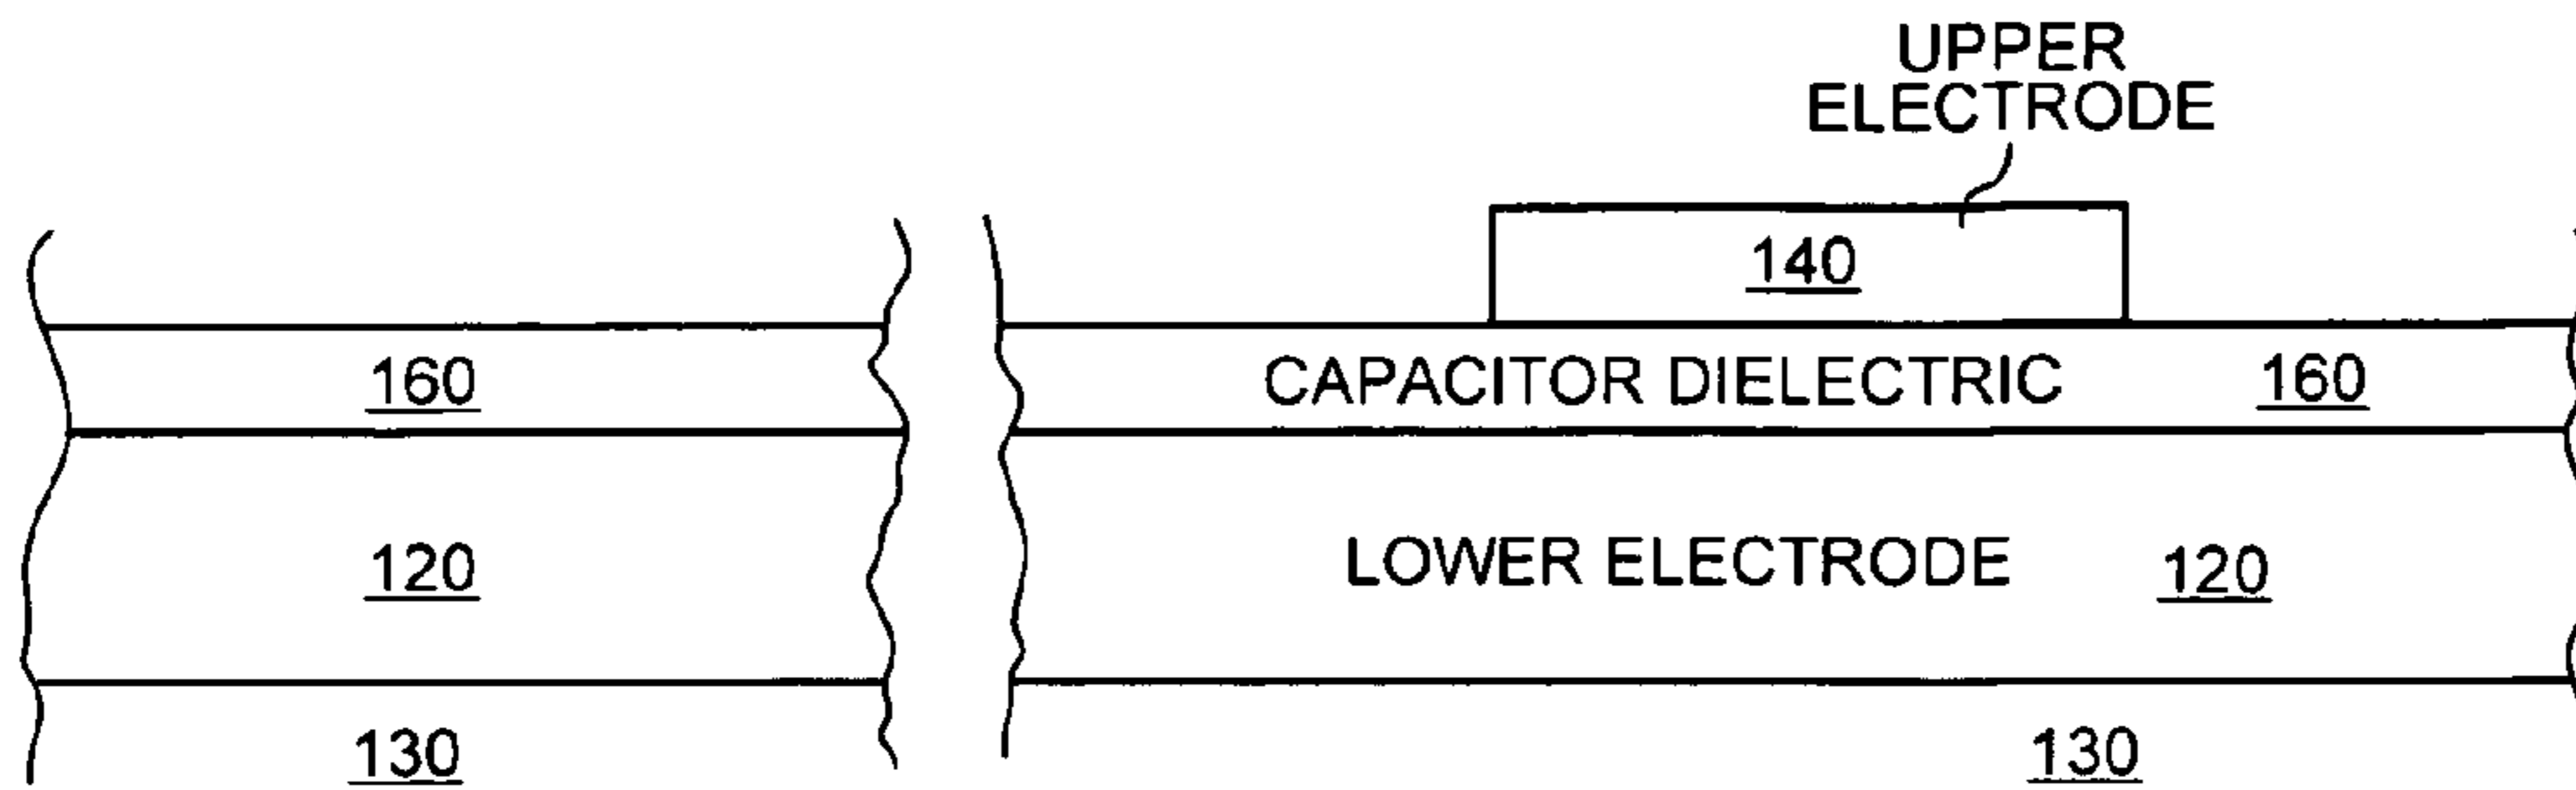 UPPER
ELECTRODE
140
160
CAPACITOR DIELECTRIC 160
120
LOWER ELECTRODE 120
130
130